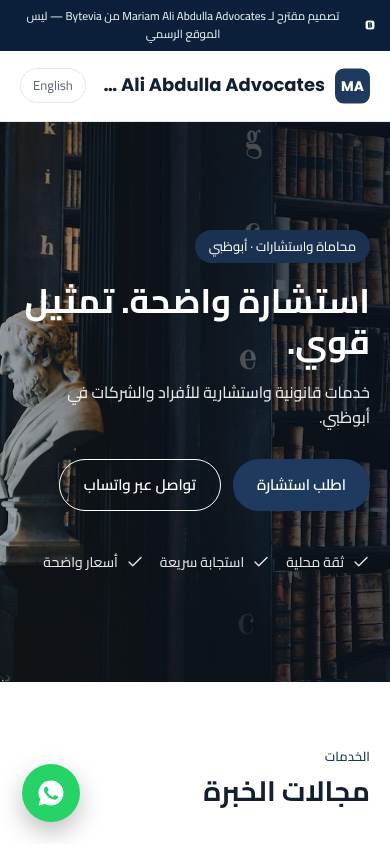 تصميم مقترح لـ Mariam Ali Abdulla Advocates من Bytevia — ليس
الموقع الرسمي
B
MA
Ali Abdulla Advocates ...
English
k
g
i
h
e
c
محاماة واستشارات · أبوظبي
استشارة واضحة. تمثيل
قوي.
خدمات قانونية واستشارية للأفراد والشركات في
أبوظبي.
اطلب استشارة
تواصل عبر واتساب
ثقة محلية
استجابة سريعة
أسعار واضحة
الخدمات
مجالات الخبرة